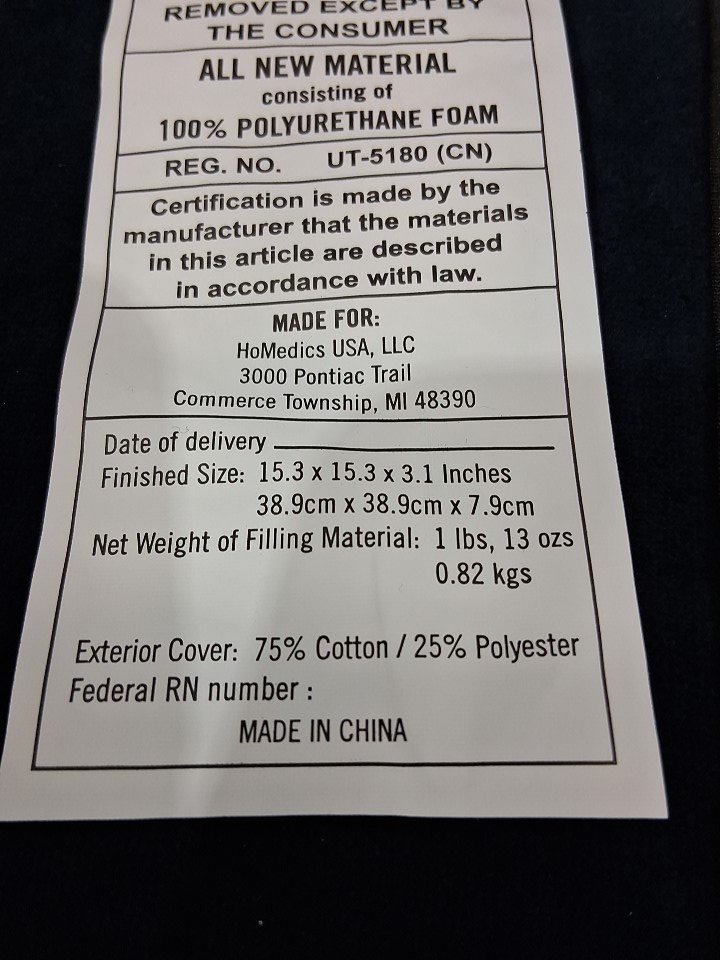 REMOVED EXCEPT BY
THE CONSUMER
ALL NEW MATERIAL
consisting of
100% POLYURETHANE FOAM
REG. NO. UT-5180 (CN)
Certification is made by the
manufacturer that the materials
in this article are described
in accordance with law.
MADE FOR:
HoMedics USA, LLC
3000 Pontiac Trail
Commerce Township, MI 48390
Date of delivery
Finished Size: 15.3 x 15.3 x 3.1 Inches
38.9cm x 38.9cm x 7.9cm
Net Weight of Filling Material: 1 lbs, 13 ozs
0.82 kgs
Exterior Cover: 75% Cotton / 25% Polyester
Federal RN number :
MADE IN CHINA